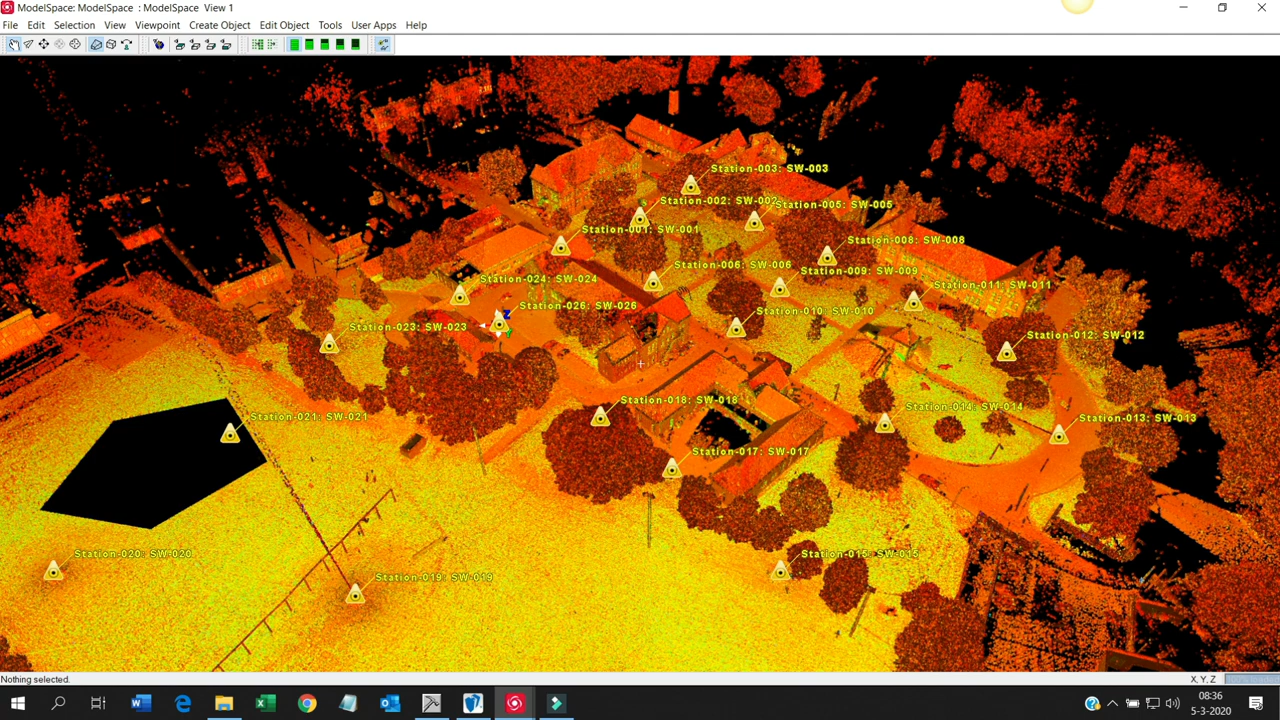 ModelSpace: ModelSpace : ModelSpace View 1
File Edit Selection View Viewpoint Create Object Edit Object Tools User Apps Help
Station-003: SW-003
Station-002: SW-002
Station-005: SW-005
Station-001: SW-001
Station-008: SW-008
Station-006: SW-006
Station-009: SW-009
Station-024: SW-024
Station-011: SW-011
Station-026: SW-026
Station-010: SW-010
Z
Y
Station-023: SW-023
Station-012: SW-012
Station-018: SW-018
Station-014: SW-014
Station-021: SW-021
Station-013: SW-013
Station-017: SW-017
Station-020: SW-020
Station-015: SW-015
Station-019: SW-019
Nothing selected.
X, Y, Z
08:36
5-3-2020